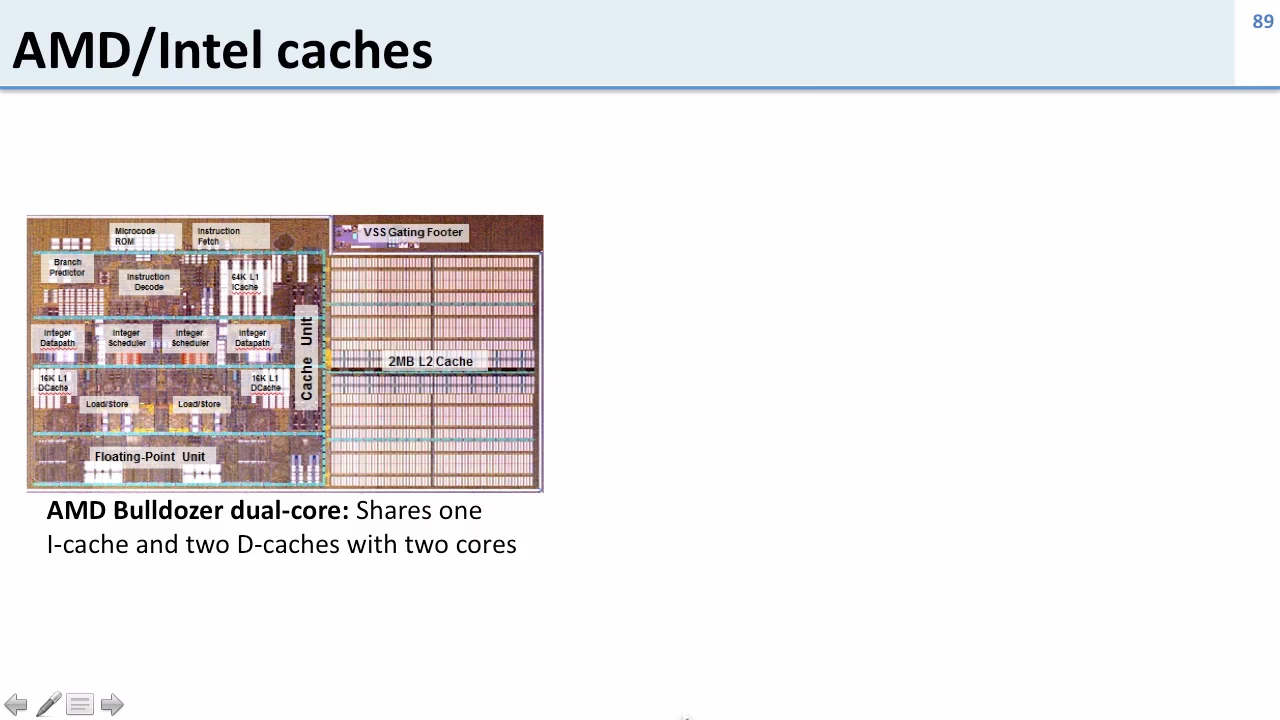 AMD/Intel caches
89
Microcode
ROM
Instruction
Fetch
VSS Gating Footer
Branch
Predictor
Instruction
Decode
64K L1
ICache
Integer
Datapath
Integer
Scheduler
Integer
Scheduler
Integer
Datapath
Cache Unit
2MB L2 Cache
16K L1
DCache
16K L1
DCache
Load/Store
Load/Store
Floating-Point Unit
AMD Bulldozer dual-core: Shares one
I-cache and two D-caches with two cores